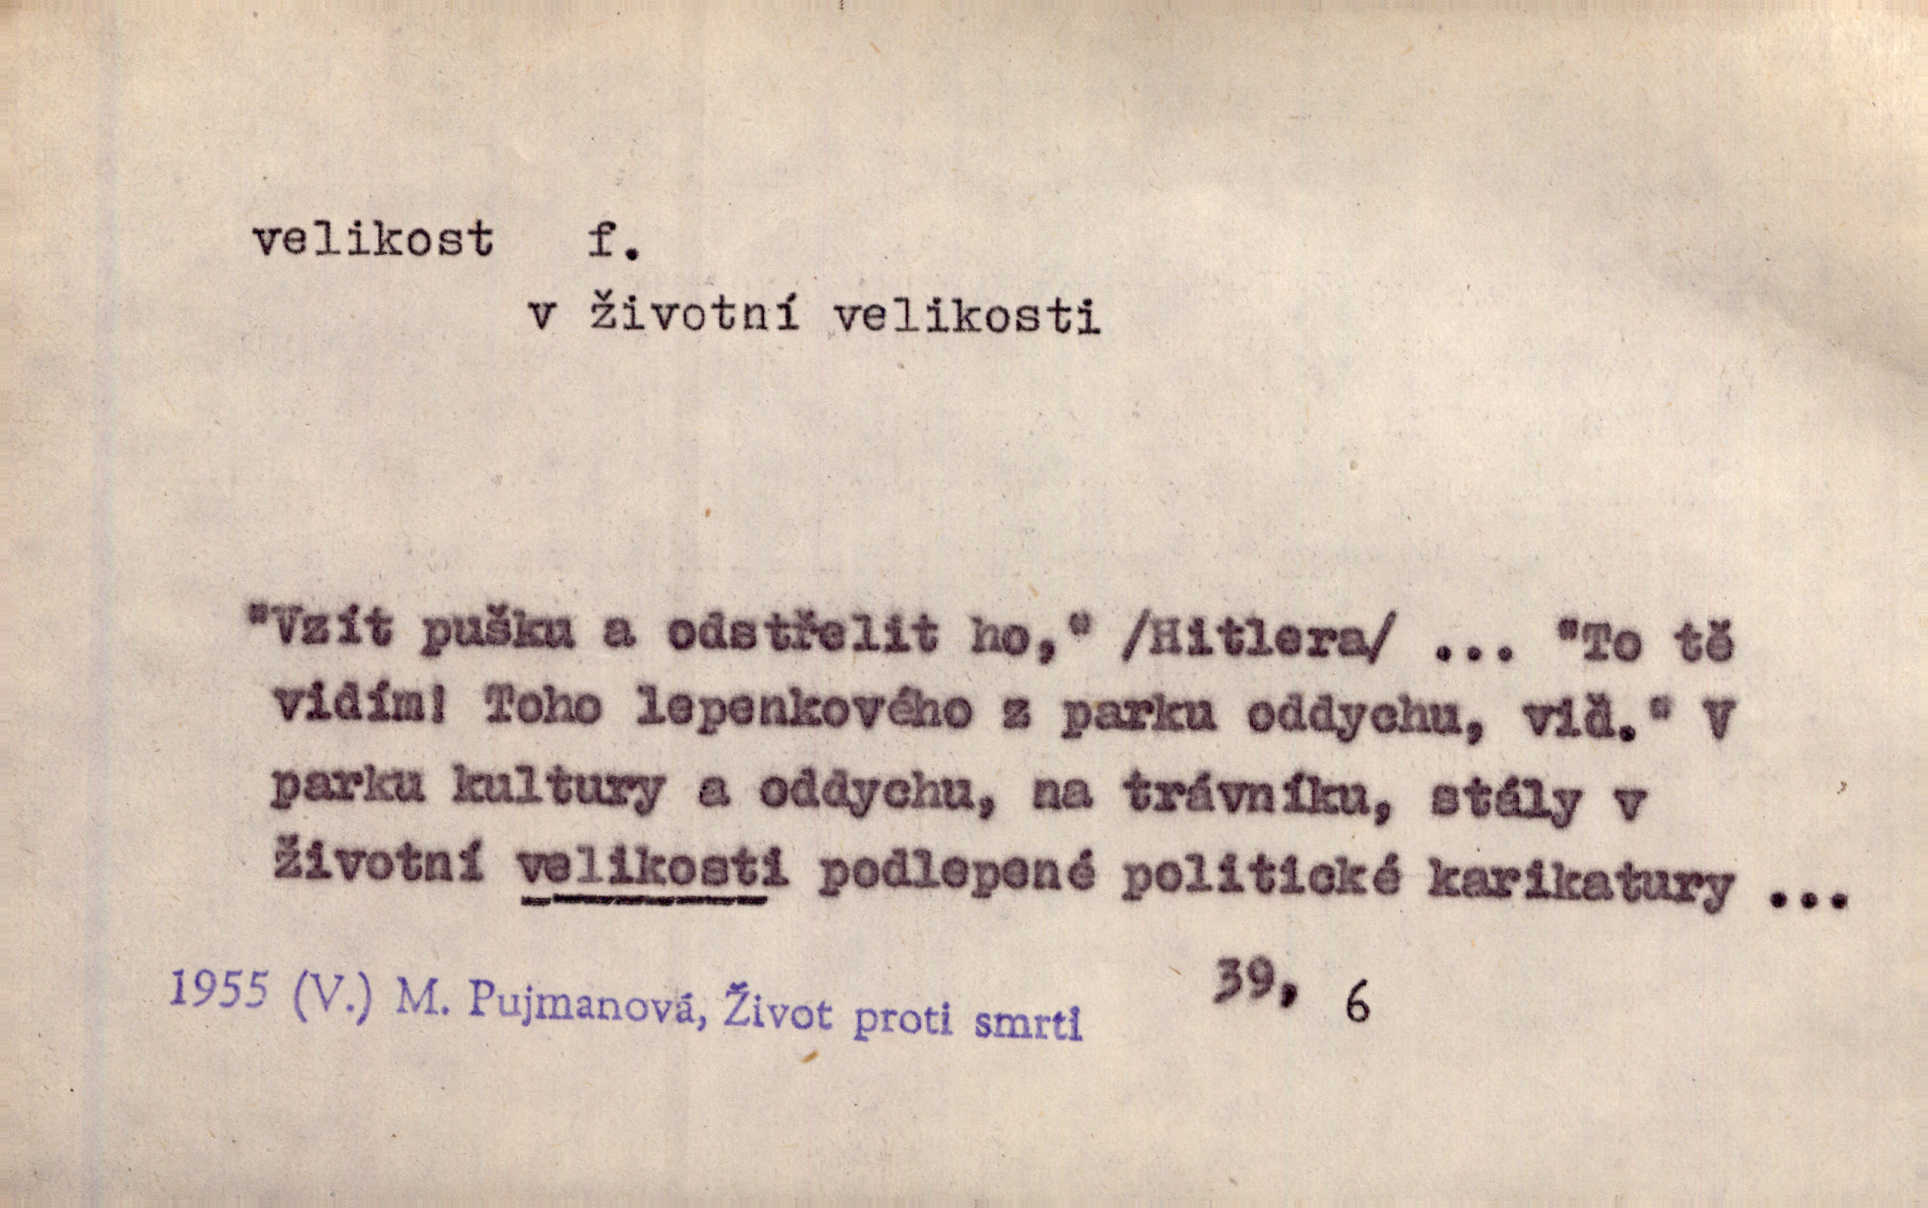 velikost f.
v životní velikosti
"Vzít pušku a odstřelit ho," /Hitlera/ ... "To tě
vidím! Toho lepenkového z parku oddychu, viď." V
parku kultury a oddychu, na trávníku, stály v
životní velikosti podlepené politické karikatury ...
1955 (V.) M. Pujmanová, Život proti smrti 39, 6